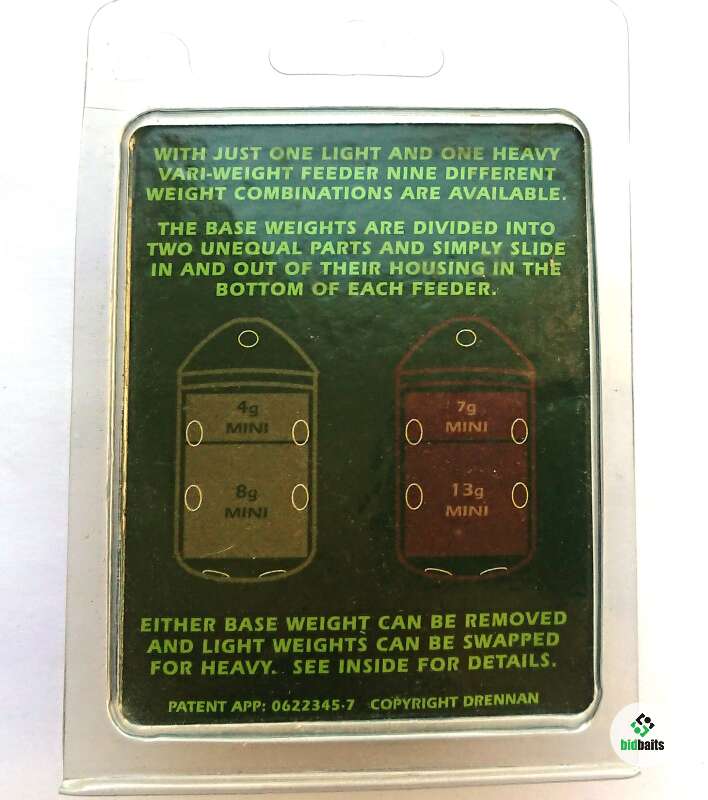 WITH JUST ONE LIGHT AND ONE HEAVY
VARI-WEIGHT FEEDER NINE DIFFERENT
WEIGHT COMBINATIONS ARE AVAILABLE.
THE BASE WEIGHTS ARE DIVIDED INTO
TWO UNEQUAL PARTS AND SIMPLY SLIDE
IN AND OUT OF THEIR HOUSING IN THE
BOTTOM OF EACH FEEDER.
4g
MINI
8g
MINI
7g
MINI
13g
MINI
EITHER BASE WEIGHT CAN BE REMOVED
AND LIGHT WEIGHTS CAN BE SWAPPED
FOR HEAVY. SEE INSIDE FOR DETAILS.
PATENT APP: 0622345·7 COPYRIGHT DRENNAN
bidbaits